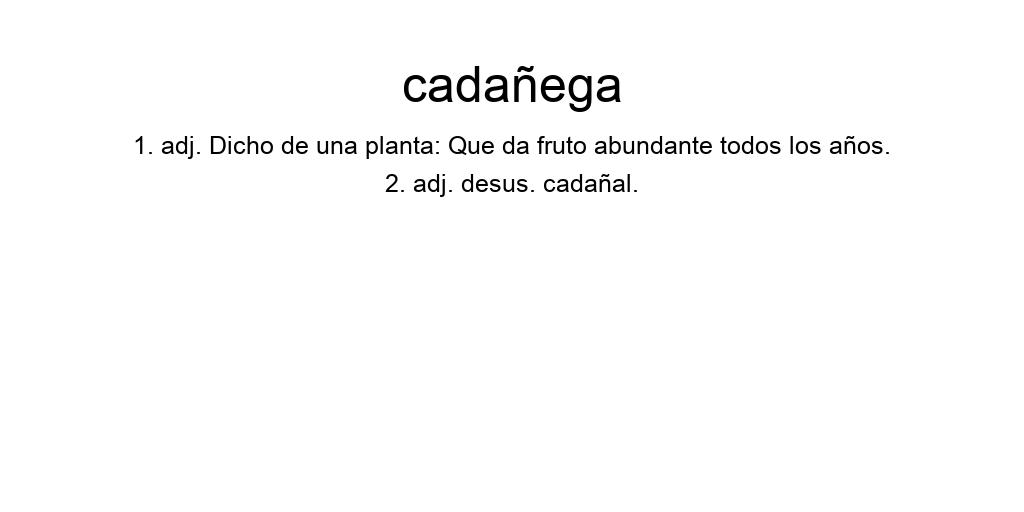 cadañega
1. adj. Dicho de una planta: Que da fruto abundante todos los años.
2. adj. desus. cadañal.